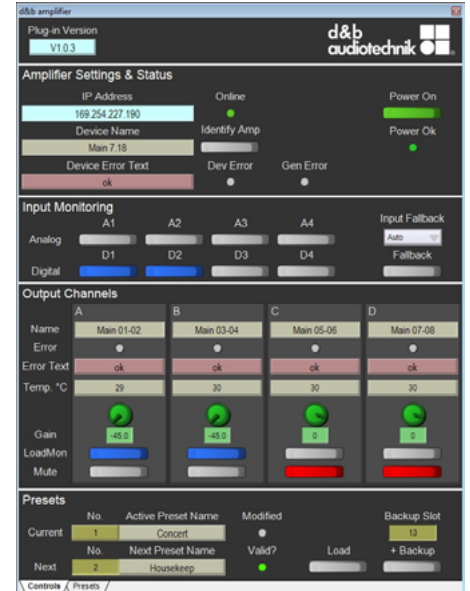 d&b amplifier
Plug-in Version
V1.0.3
d&b
audiotechnik
Amplifier Settings & Status
IP Address Online Power On
169.254.227.190
Device Name Identify Amp Power Ok
Main 7.18
Device Error Text Dev Error Gen Error
ok
Input Monitoring
A1 A2 A3 A4 Input Fallback
Analog Auto
D1 D2 D3 D4 Fallback
Digital
Output Channels
A B C D
Name Main 01-02 Main 03-04 Main 05-06 Main 07-08
Error
Error Text ok ok ok ok
Temp. °C 29 30 30 30
Gain -45.0 -45.0 0 0
LoadMon
Mute
Presets
No. Active Preset Name Modified Backup Slot
Current 1 Concert 13
No. Next Preset Name Valid? Load + Backup
Next 2 Housekeep
Controls Presets